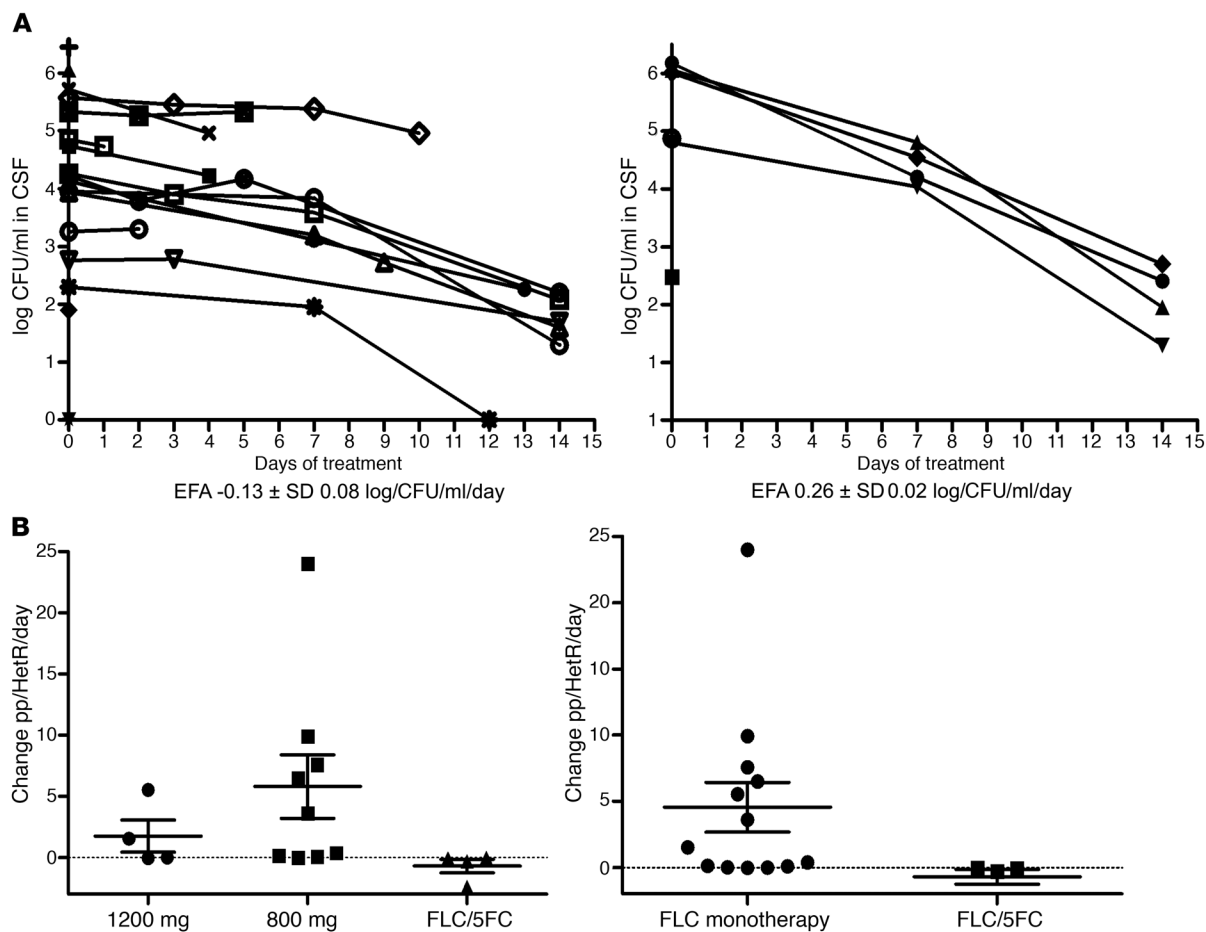 A
log CFU/ml in CSF
6
5
4
3
2
1
0
0 1 2 3 4 5 6 7 8 9 10 11 12 13 14 15
Days of treatment
EFA -0.13 ± SD 0.08 log/CFU/ml/day
log CFU/ml in CSF
6
5
4
3
2
1
1
0 1 2 3 4 5 6 7 8 9 10 11 12 13 14 15
Days of treatment
EFA 0.26 ± SD 0.02 log/CFU/ml/day
B
Change pp/HetR/day
25
20
15
10
5
0
1200 mg 800 mg FLC/5FC
Change pp/HetR/day
25
20
10
10
5
0
FLC monotherapy FLC/5FC